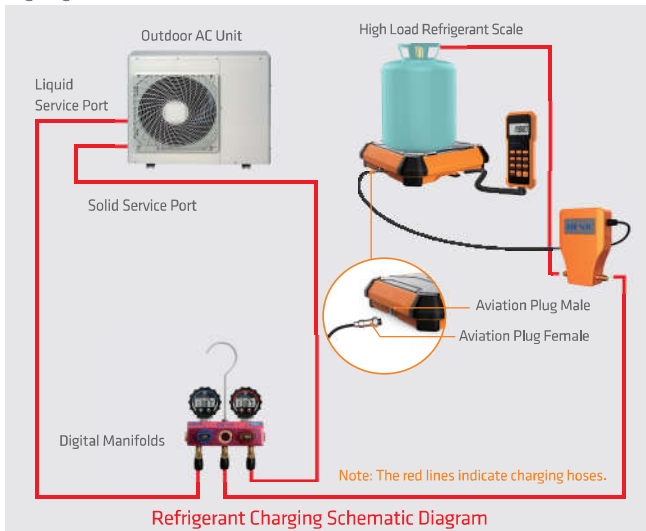 Outdoor AC Unit
High Load Refrigerant Scale
Liquid
Service Port
Solid Service Port
Aviation Plug Male
Aviation Plug Female
Digital Manifolds
Note: The red lines indicate charging hoses.
Refrigerant Charging Schematic Diagram